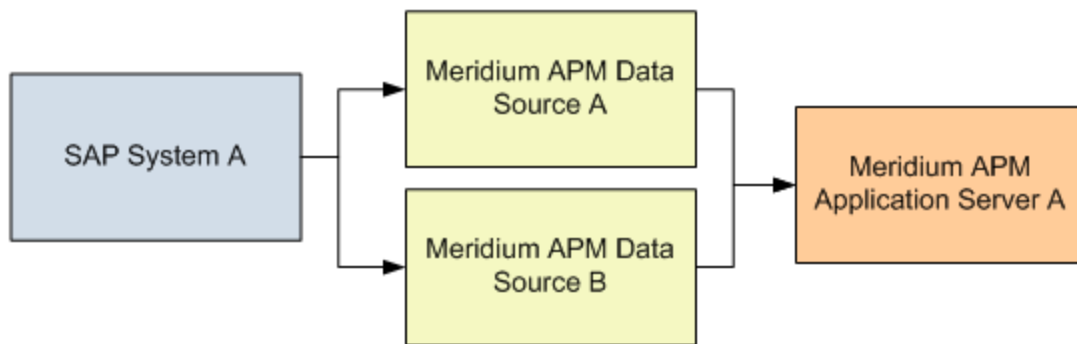 SAP System A
Meridium APM Data
Source A
Meridium APM Data
Source B
Meridium APM
Application Server A